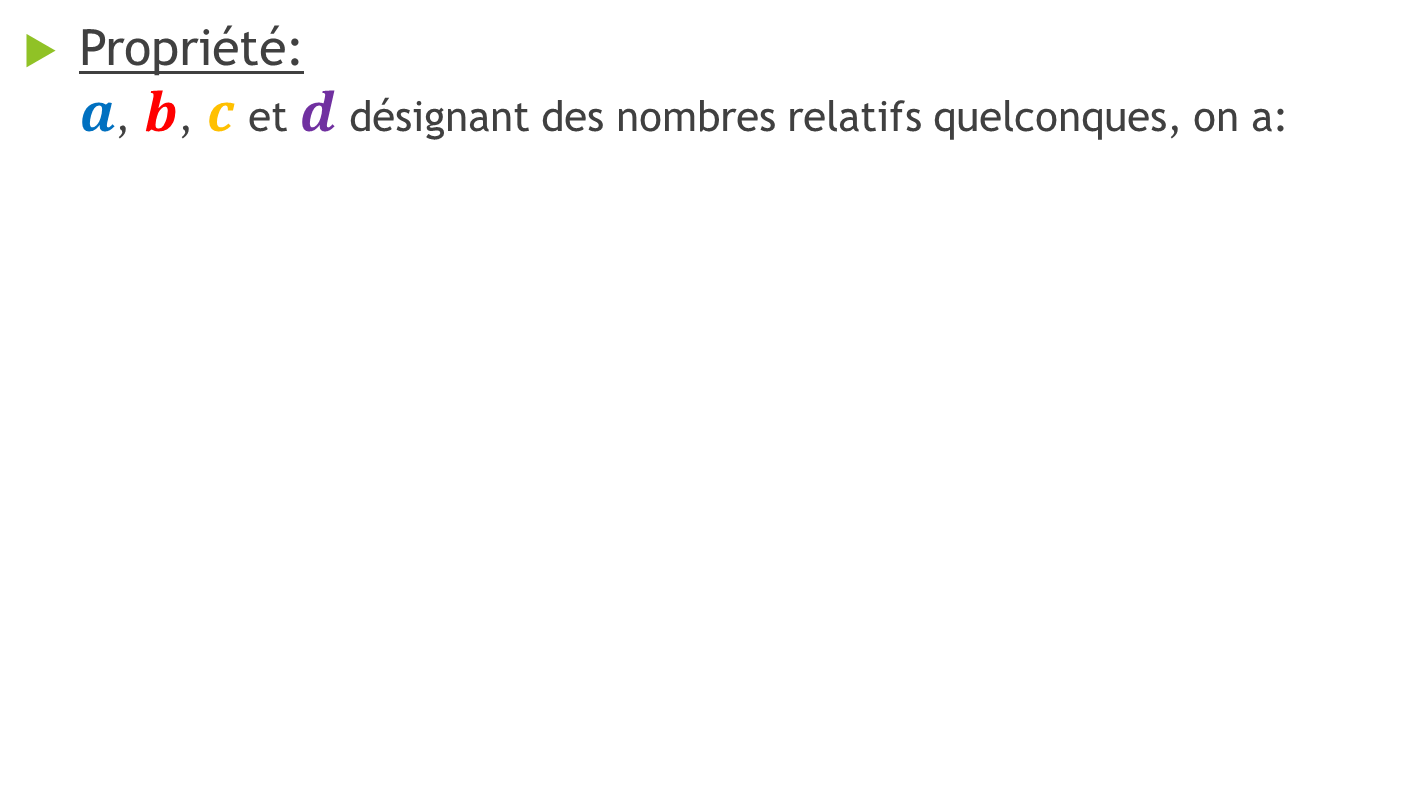 Propriété:
a, b, c et d désignant des nombres relatifs quelconques, on a: